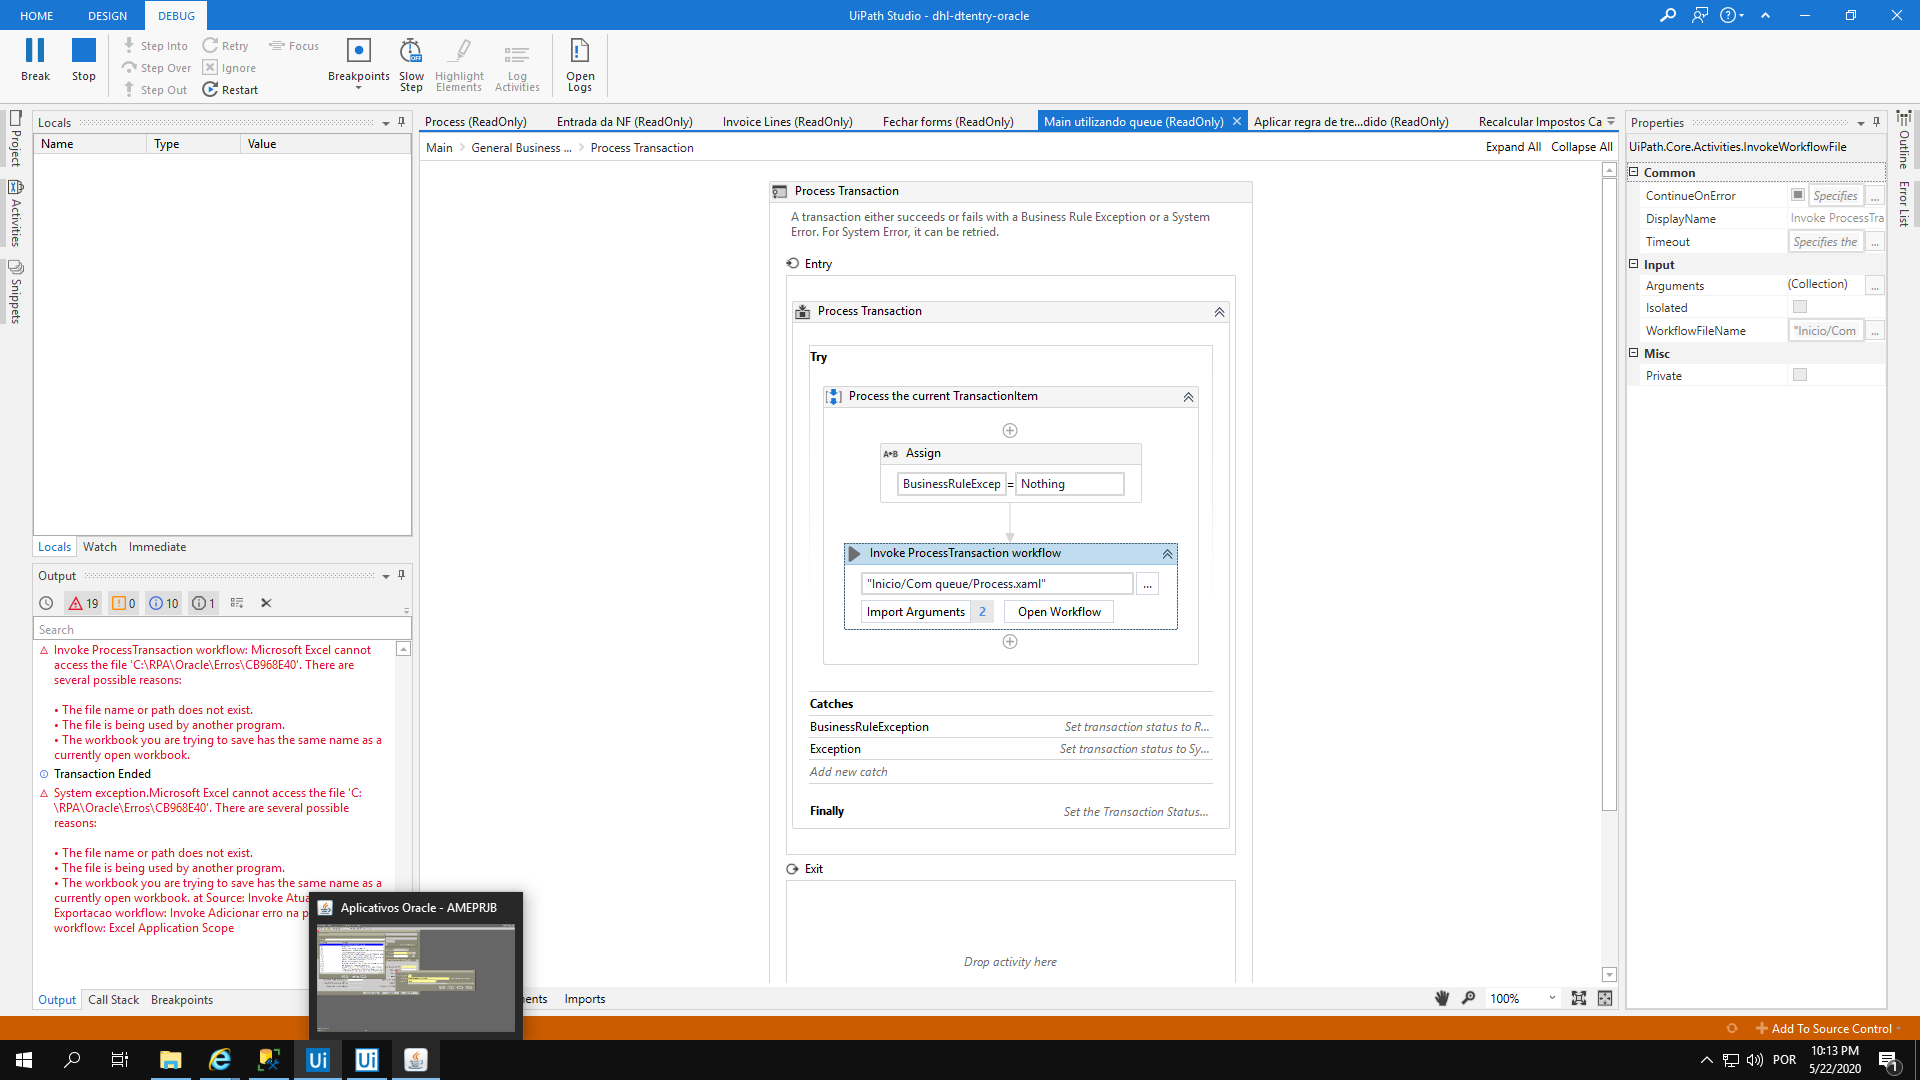 HOME DESIGN DEBUG UiPath Studio - dhl-dtentry-oracle
Break
Stop
Step Into
Step Over
Step Out
Retry
Ignore
Restart
Focus
Breakpoints
Slow Step
Highlight Elements
Log Activities
Open Logs
Project
Activities
Snippets
Locals
Name Type Value
Locals Watch Immediate
Output
19 0 10 1
Search
Invoke ProcessTransaction workflow: Microsoft Excel cannot
access the file 'C:\RPA\Oracle\Erros\CB968E40'. There are
several possible reasons:
• The file name or path does not exist.
• The file is being used by another program.
• The workbook you are trying to save has the same name as a
currently open workbook.
Transaction Ended
System exception.Microsoft Excel cannot access the file 'C:
\RPA\Oracle\Erros\CB968E40'. There are several possible
reasons:
• The file name or path does not exist.
• The file is being used by another program.
• The workbook you are trying to save has the same name as a
currently open workbook. at Source: Invoke Atua
Exportacao workflow: Invoke Adicionar erro na p
workflow: Excel Application Scope
Output Call Stack Breakpoints
Aplicativos Oracle - AMEPRJB
Process (ReadOnly) Entrada da NF (ReadOnly) Invoice Lines (ReadOnly) Fechar forms (ReadOnly) Main utilizando queue (ReadOnly) Aplicar regra de tre...dido (ReadOnly) Recalcular Impostos Ca
Main General Business ... Process Transaction Expand All Collapse All
Process Transaction
A transaction either succeeds or fails with a Business Rule Exception or a System
Error. For System Error, it can be retried.
Entry
Process Transaction
Try
Process the current TransactionItem
A+B Assign
BusinessRuleExcep = Nothing
Invoke ProcessTransaction workflow
"Inicio/Com queue/Process.xaml" ...
Import Arguments 2 Open Workflow
Catches
BusinessRuleException Set transaction status to R...
Exception Set transaction status to Sy...
Add new catch
Finally Set the Transaction Status...
Exit
Drop activity here
ents Imports 100%
Properties
UiPath.Core.Activities.InvokeWorkflowFile
Common
ContinueOnError Specifies ...
DisplayName Invoke ProcessTra
Timeout Specifies the ...
Input
Arguments (Collection) ...
Isolated
WorkflowFileName "Inicio/Com ...
Misc
Private
Outline
Error List
Add To Source Control
Ui Ui
POR 10:13 PM
5/22/2020
1